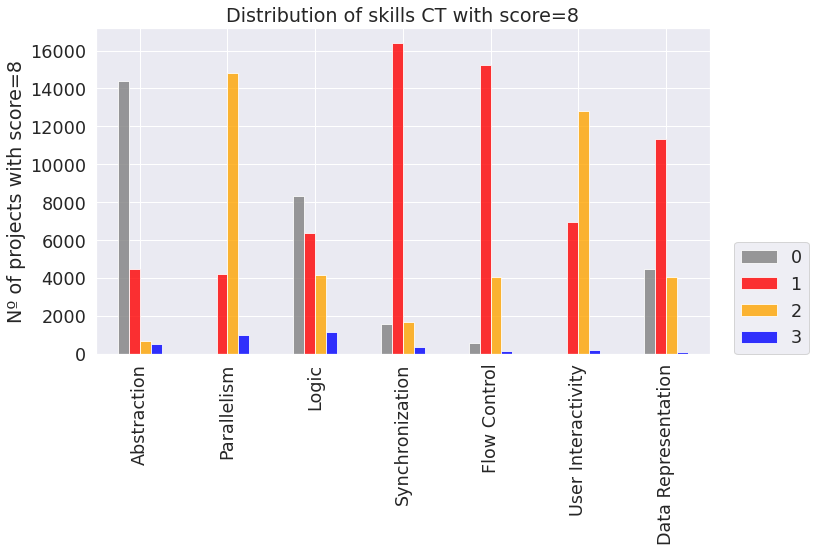 Distribution of skills CT with score=8
Nº of projects with score=8
16000
14000
12000
10000
8000
6000
4000
2000
0
Abstraction
Parallelism
Logic
Synchronization
Flow Control
User Interactivity
Data Representation
0
1
2
3